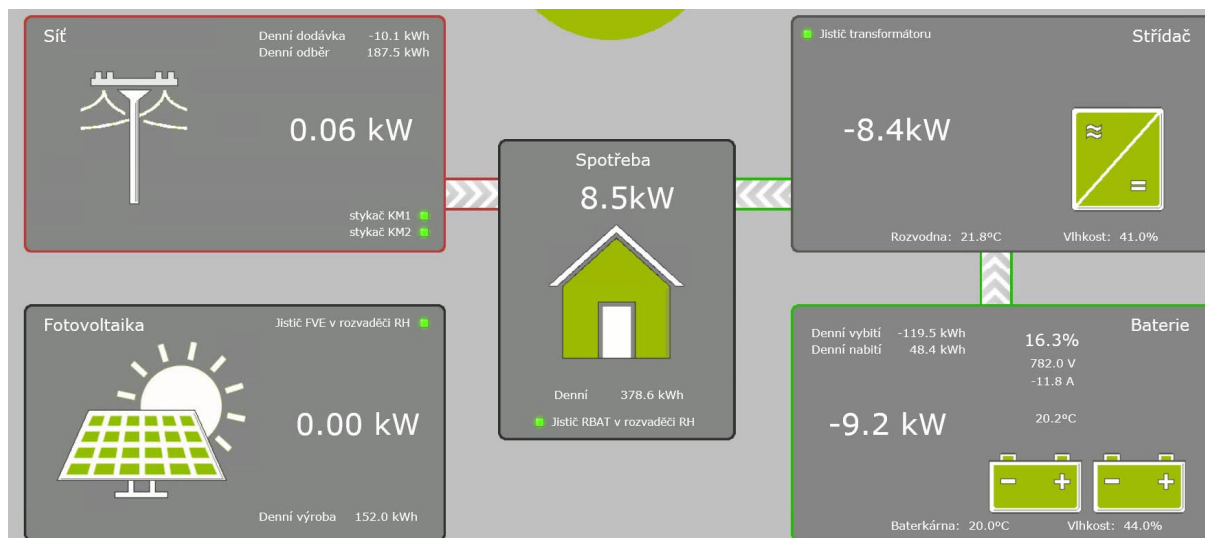 Síť
Denní dodávka -10.1 kWh
Denní odběr 187.5 kWh
0.06 kW
stykač KM1
stykač KM2
Fotovoltaika
Jistič FVE v rozvaděči RH
0.00 kW
Denní výroba 152.0 kWh
Spotřeba
8.5kW
Denní 378.6 kWh
Jistič RBAT v rozvaděči RH
Jistič transformátoru
Střídač
-8.4kW
≈
=
Rozvodna: 21.8ºC Vlhkost: 41.0%
Baterie
Denní vybití -119.5 kWh
Denní nabití 48.4 kWh
16.3%
782.0 V
-11.8 A
-9.2 kW
20.2ºC
- + - +
Baterkárna: 20.0ºC Vlhkost: 44.0%